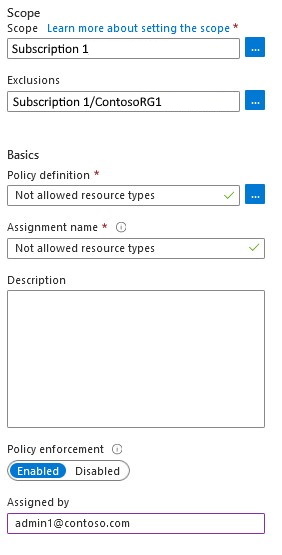 Scope
Scope Learn more about setting the scope *
Subscription 1
...
Exclusions
Subscription 1/ContosoRG1
...
Basics
Policy definition *
Not allowed resource types
...
Assignment name *
Not allowed resource types
Description
Policy enforcement
Enabled Disabled
Assigned by
admin1@contoso.com